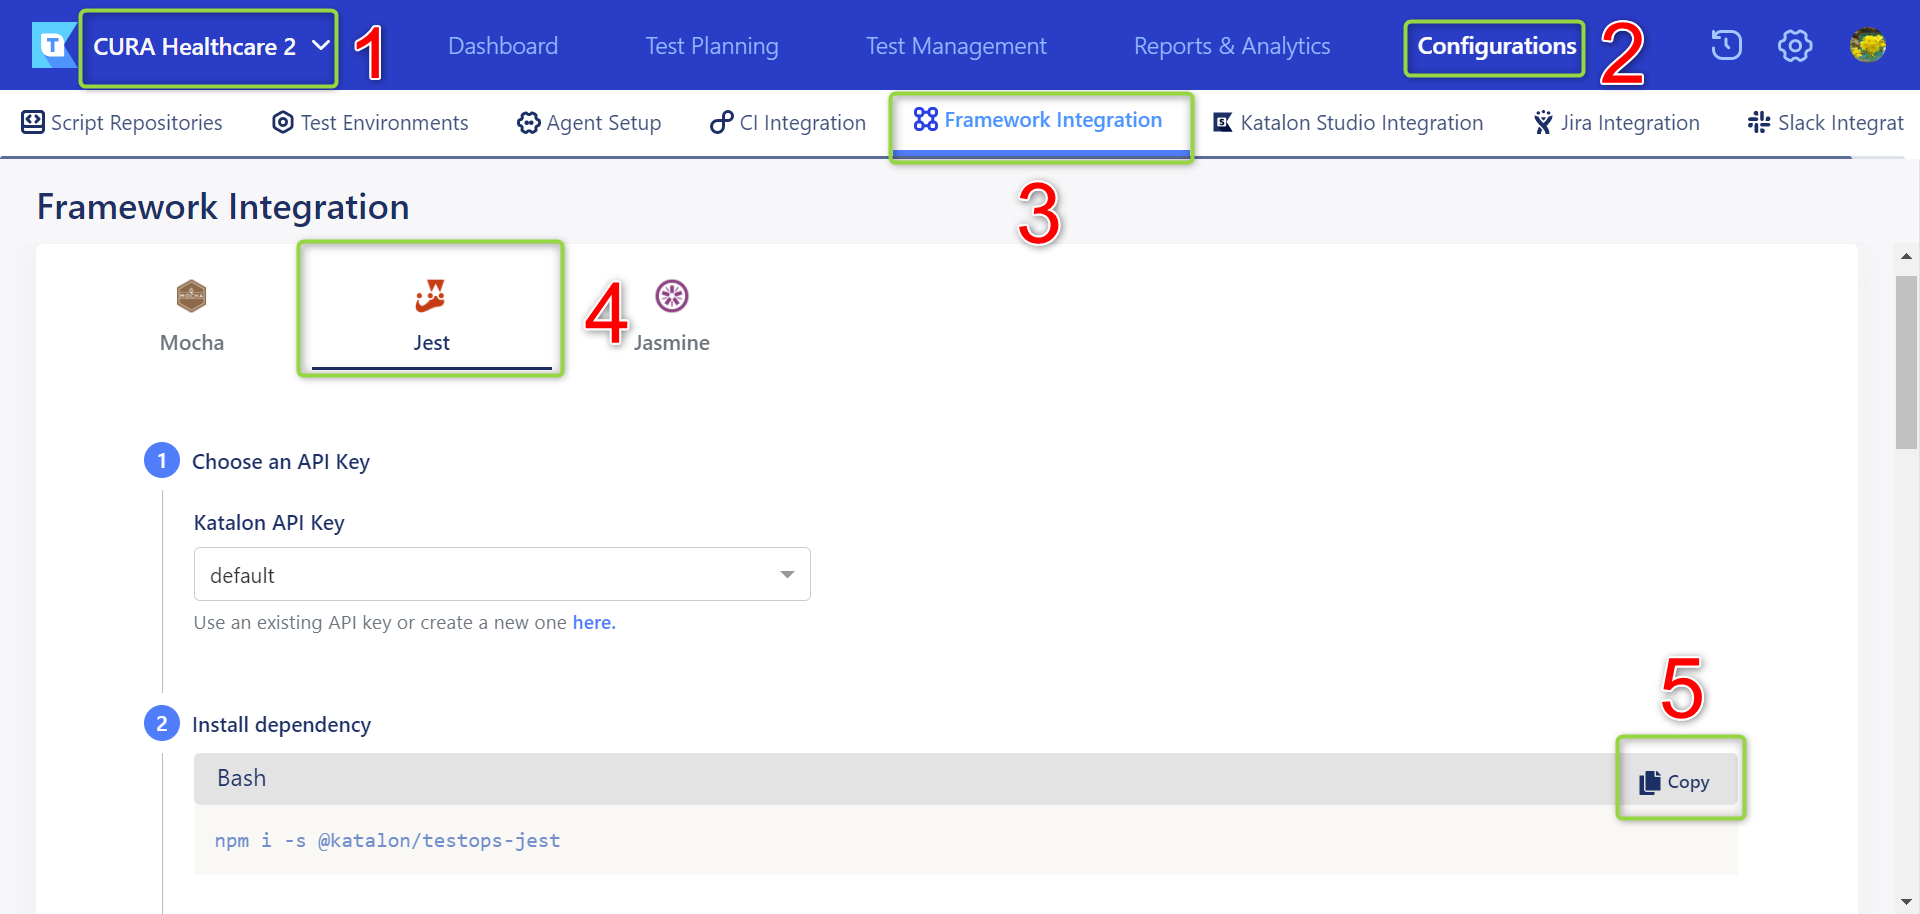 T CURA Healthcare 2 1 Dashboard Test Planning Test Management Reports & Analytics Configurations 2
Script Repositories Test Environments Agent Setup CI Integration Framework Integration Katalon Studio Integration Jira Integration Slack Integrat
3
Framework Integration
4
Mocha Jest Jasmine
1 Choose an API Key
Katalon API Key
default
Use an existing API key or create a new one here.
5
2 Install dependency
Bash Copy
npm i -s @katalon/testops-jest